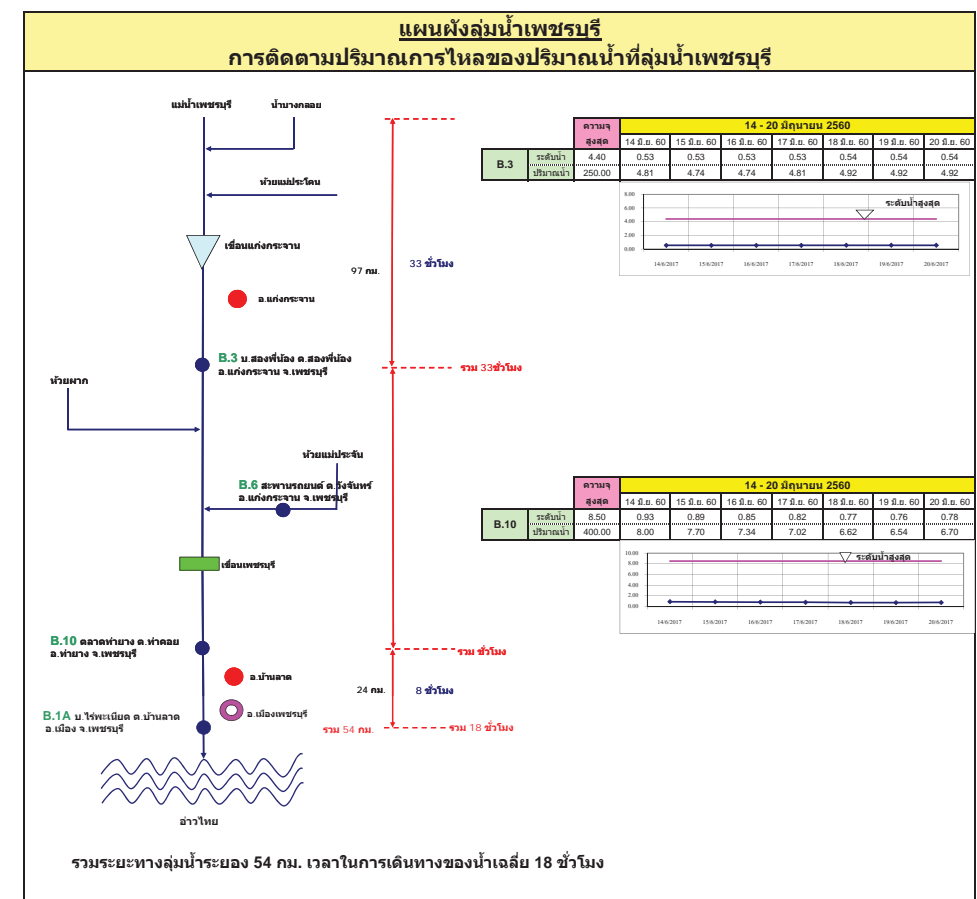 แผนผังลุ่มน้ำเพชรบุรี
การติดตามปริมาณการไหลของปริมาณน้ำที่ลุ่มน้ำเพชรบุรี
แม่น้ำเพชรบุรี
น้ำบางกลอย
ห้วยแม่ประโดน
เขื่อนแก่งกระจาน
97 กม.
33 ชั่วโมง
อ.แก่งกระจาน
B.3 บ.สองพี่น้อง ต.สองพี่น้อง
อ.แก่งกระจาน จ.เพชรบุรี
รวม 33ชั่วโมง
ห้วยผาก
ห้วยแม่ประจัน
B.6 สะพานรถยนต์ ต.วังจันทร์
อ.แก่งกระจาน จ.เพชรบุรี
เขื่อนเพชรบุรี
B.10 ตลาดท่ายาง ต.ท่าคอย
อ.ท่ายาง จ.เพชรบุรี
รวม ชั่วโมง
อ.บ้านลาด
24 กม.
8 ชั่วโมง
อ.เมืองเพชรบุรี
B.1A บ.ไร่พะเนียด ต.บ้านลาด
อ.เมือง จ.เพชรบุรี
รวม 54 กม.
รวม 18 ชั่วโมง
อ่าวไทย
รวมระยะทางลุ่มน้ำระยอง 54 กม. เวลาในการเดินทางของน้ำเฉลี่ย 18 ชั่วโมง
ความจุ 14 - 20 มิถุนายน 2560
สูงสุด 14 มิ.ย. 60 15 มิ.ย. 60 16 มิ.ย. 60 17 มิ.ย. 60 18 มิ.ย. 60 19 มิ.ย. 60 20 มิ.ย. 60
B.3 ระดับน้ำ 4.40 0.53 0.53 0.53 0.53 0.54 0.54 0.54
ปริมาณน้ำ 250.00 4.81 4.74 4.74 4.81 4.92 4.92 4.92
8.00
6.00
4.00
2.00
0.00
ระดับน้ำสูงสุด
14/6/2017 15/6/2017 16/6/2017 17/6/2017 18/6/2017 19/6/2017 20/6/2017
ความจุ 14 - 20 มิถุนายน 2560
สูงสุด 14 มิ.ย. 60 15 มิ.ย. 60 16 มิ.ย. 60 17 มิ.ย. 60 18 มิ.ย. 60 19 มิ.ย. 60 20 มิ.ย. 60
B.10 ระดับน้ำ 8.50 0.93 0.89 0.85 0.82 0.77 0.76 0.78
ปริมาณน้ำ 400.00 8.00 7.70 7.34 7.02 6.62 6.54 6.70
10.00
8.00
6.00
4.00
2.00
0.00
ระดับน้ำสูงสุด
14/6/2017 15/6/2017 16/6/2017 17/6/2017 18/6/2017 19/6/2017 20/6/2017